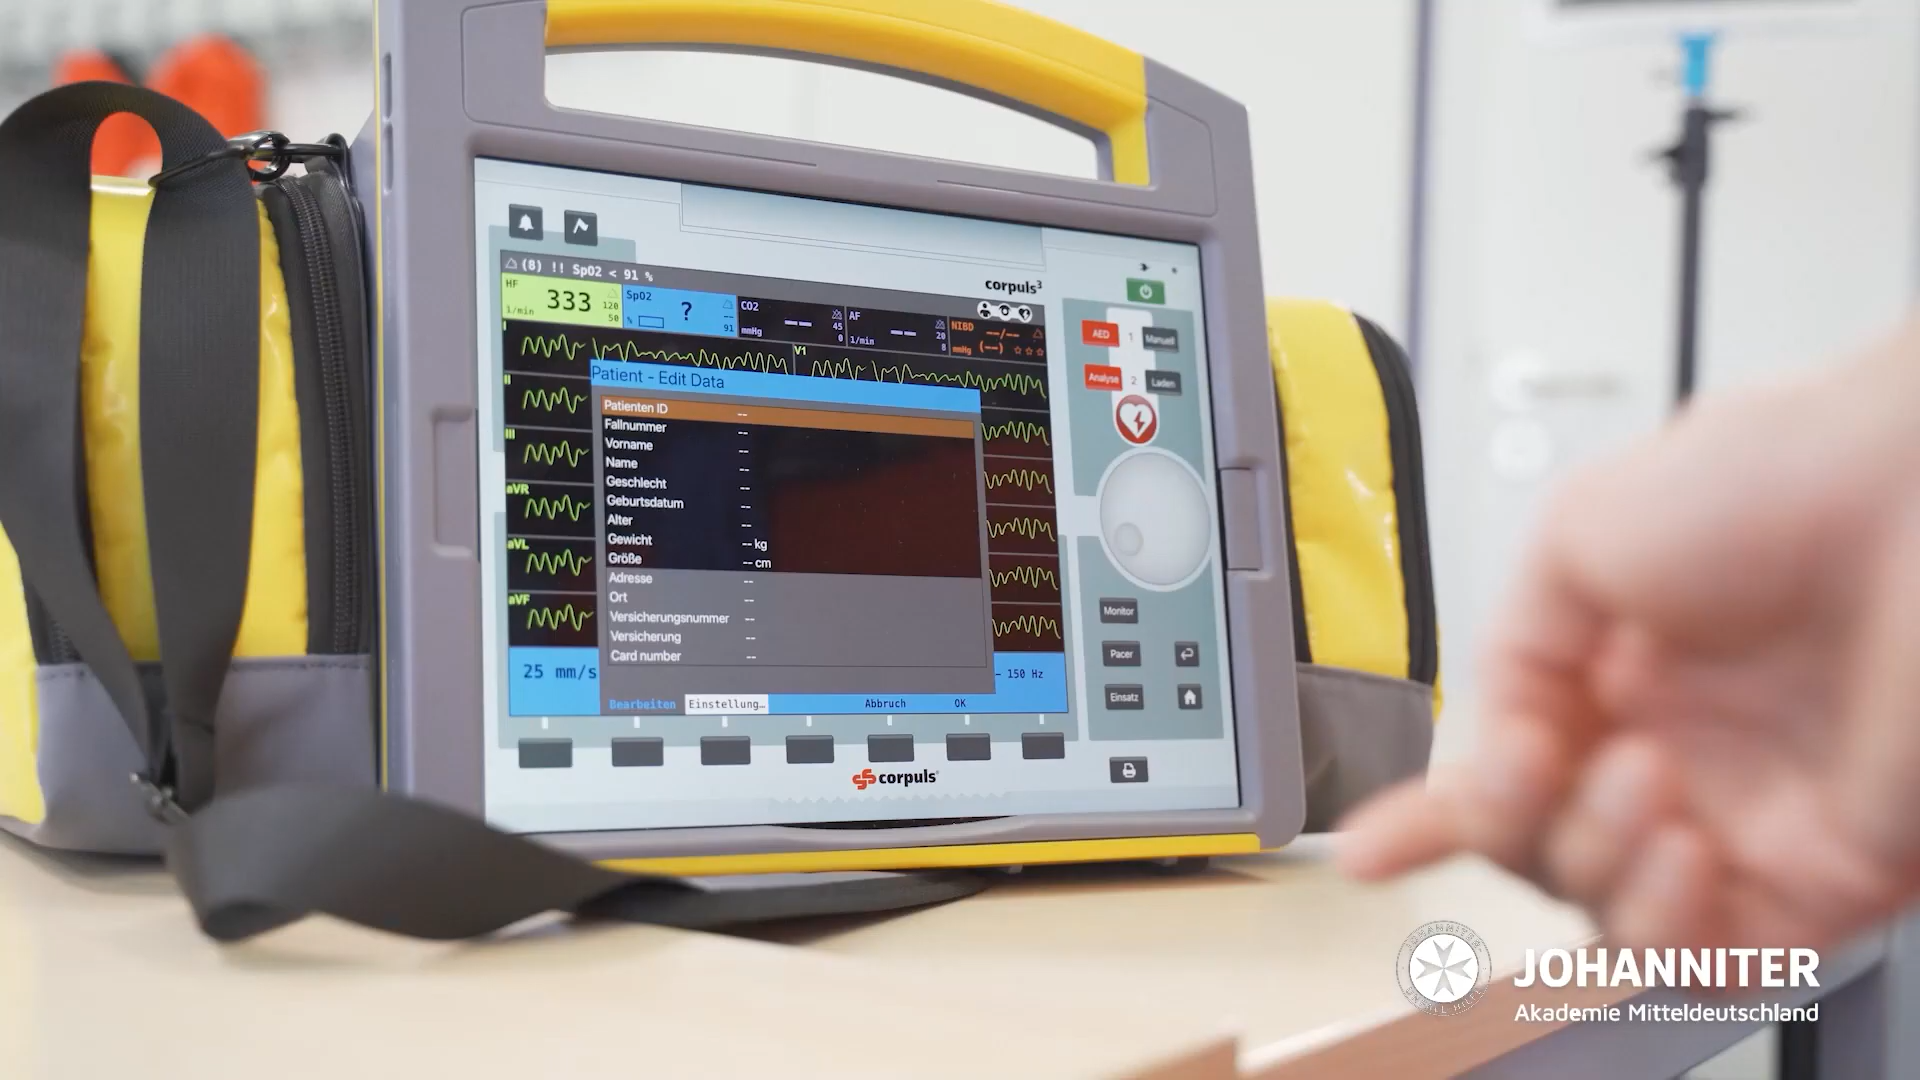 (8) !! SpO2 < 91 %
corpuls³
HF
333
120
1/min
50
SpO2
?
--
%
91
CO2
--
45
mmHg
0
AF
--
20
1/min
8
NIBD
--/--
mmHg
(--)
I
V1
II
III
aVR
aVL
aVF
Patient - Edit Data
Patienten ID --
Fallnummer --
Vorname --
Name --
Geschlecht --
Geburtsdatum --
Alter --
Gewicht -- kg
Größe -- cm
Adresse --
Ort --
Versicherungsnummer --
Versicherung --
Card number --
25 mm/s
- 150 Hz
Bearbeiten Einstellung… Abbruch OK
corpuls
AED 1 Manuell
Analyse 2 Laden
Monitor
Pacer
Einsatz
JOHANNITER
Akademie Mitteldeutschland